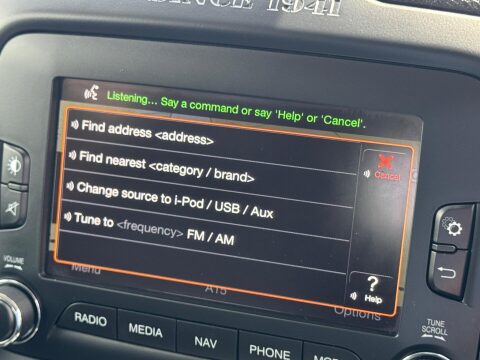 SINCE 1941
Listening... Say a command or say 'Help' or 'Cancel'.
Find address <address>
Find nearest <category / brand>
Change source to i-Pod / USB / Aux
Tune to <frequency> FM / AM
Cancel
? Help
Menu
A15
Options
VOLUME
TUNE
SCROLL
RADIO
MEDIA
NAV
PHONE